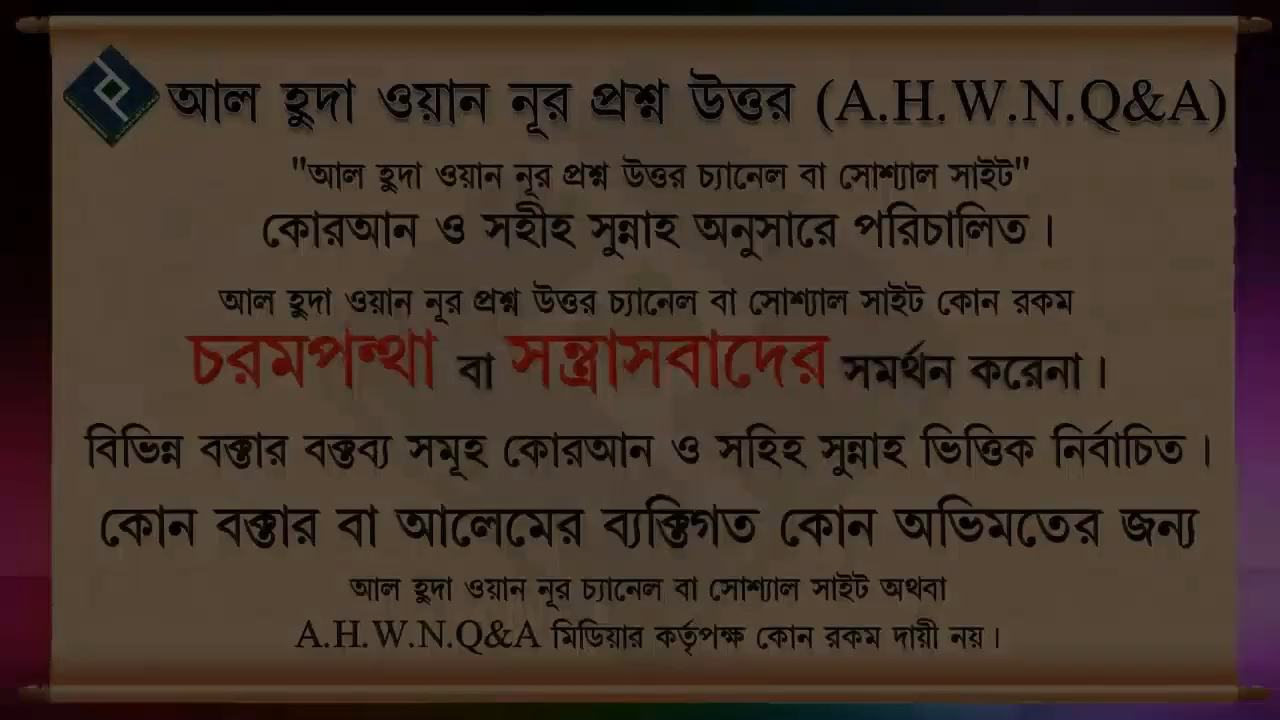 আল হুদা ওয়ান নূর প্রশ্ন উত্তর (A.H.W.N.Q&A)
"আল হুদা ওয়ান নূর প্রশ্ন উত্তর চ্যানেল বা সোশ্যাল সাইট"
কোরআন ও সহীহ সুন্নাহ অনুসারে পরিচালিত।
আল হুদা ওয়ান নূর প্রশ্ন উত্তর চ্যানেল বা সোশ্যাল সাইট কোন রকম
চরমপন্থা বা সন্ত্রাসবাদের সমর্থন করেনা।
বিভিন্ন বক্তার বক্তব্য সমূহ কোরআন ও সহিহ সুন্নাহ ভিত্তিক নির্বাচিত।
কোন বক্তার বা আলেমের ব্যক্তিগত কোন অভিমতের জন্য
আল হুদা ওয়ান নূর চ্যানেল বা সোশ্যাল সাইট অথবা
A.H.W.N.Q&A মিডিয়ার কর্তৃপক্ষ কোন রকম দায়ী নয়।